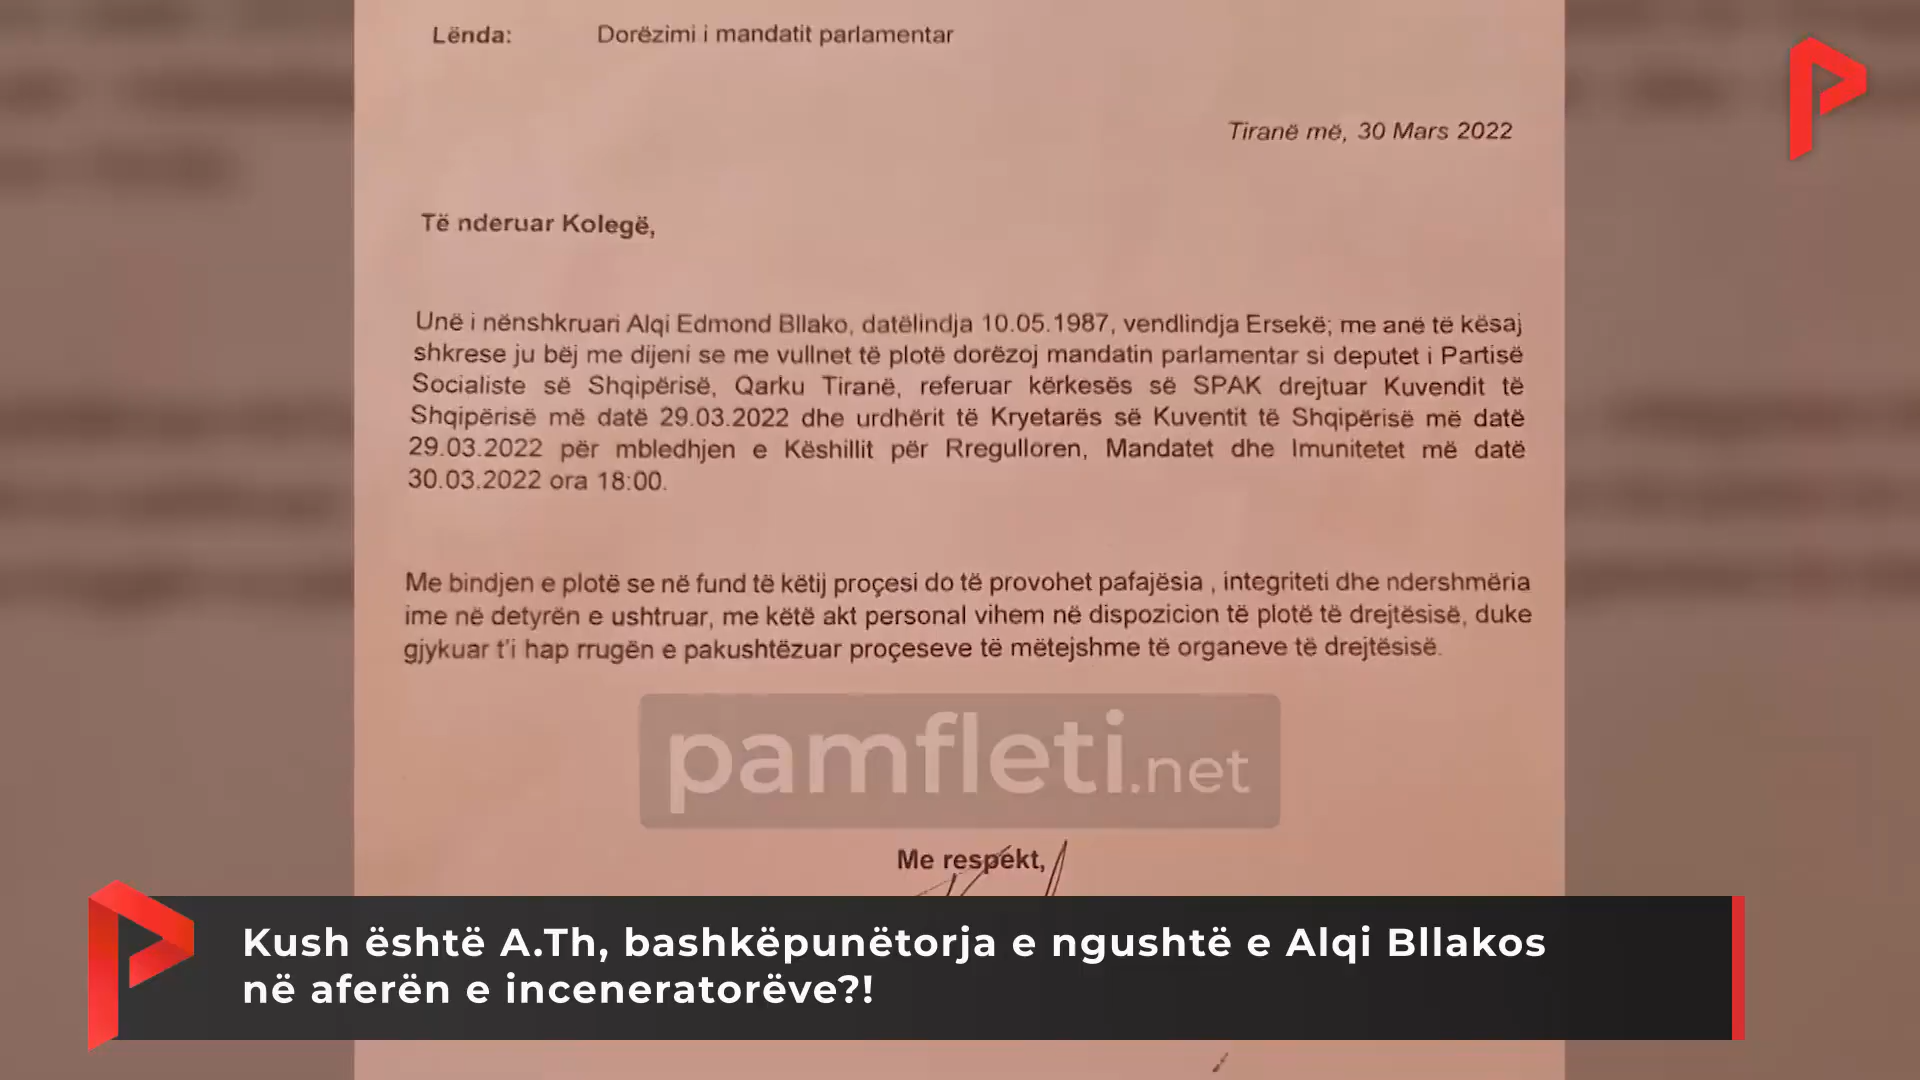 Lënda: Dorëzimi i mandatit parlamentar
Tiranë më, 30 Mars 2022
Të nderuar Kolegë,
Unë i nënshkruari Alqi Edmond Bllako, datëlindja 10.05.1987, vendlindja Ersekë; me anë të kësaj
shkrese ju bëj me dijeni se me vullnet të plotë dorëzoj mandatin parlamentar si deputet i Partisë
Socialiste së Shqipërisë, Qarku Tiranë, referuar kërkesës së SPAK drejtuar Kuvendit të
Shqipërisë më datë 29.03.2022 dhe urdhërit të Kryetarës së Kuventit të Shqipërisë më datë
29.03.2022 për mbledhjen e Këshillit për Rregulloren, Mandatet dhe Imunitetet më datë
30.03.2022 ora 18:00.
Me bindjen e plotë se në fund të këtij proçesi do të provohet pafajësia , integriteti dhe ndershmëria
ime në detyrën e ushtruar, me këtë akt personal vihem në dispozicion të plotë të drejtësisë, duke
gjykuar t'i hap rrugën e pakushtëzuar proçeseve të mëtejshme të organeve të drejtësisë.
pamfleti.net
Me respekt,
Kush është A.Th, bashkëpunëtorja e ngushtë e Alqi Bllakos
në aferën e inceneratorëve?!